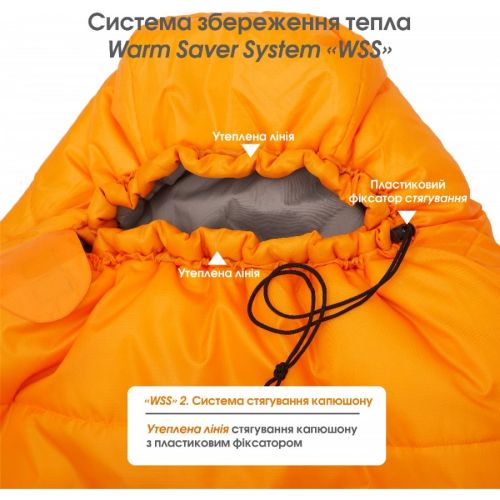 Система збереження тепла
Warm Saver System «WSS»
Утеплена лінія
Пластиковий
фіксатор стягування
Утеплена лінія
«WSS» 2. Система стягування капюшону
Утеплена лінія стягування капюшону
з пластиковим фіксатором